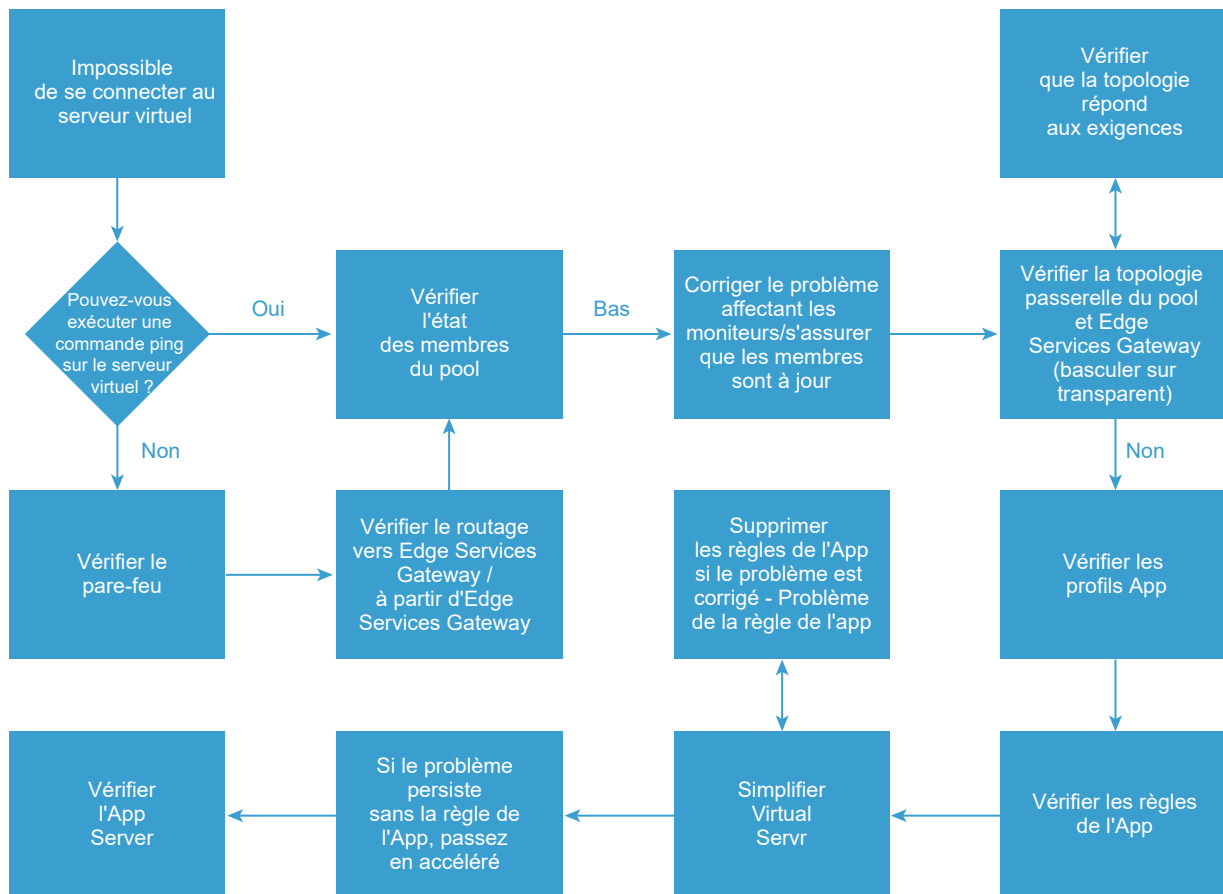 Impossible
de se connecter au
serveur virtuel
Vérifier
que la topologie
répond
aux exigences
Pouvez-vous
exécuter une
commande ping
sur le serveur
virtuel ?
Oui
Vérifier
l'état
des membres
du pool
Bas
Corriger le problème
affectant les
moniteurs/s'assurer
que les membres
sont à jour
Vérifier la topologie
passerelle du pool
et Edge
Services Gateway
(basculer sur
transparent)
Non
Non
Vérifier le
pare-feu
Vérifier le routage
vers Edge Services
Gateway /
à partir d'Edge
Services Gateway
Supprimer
les règles de l'App
si le problème est
corrigé - Problème
de la règle de l'app
Vérifier les
profils App
Vérifier
l'App
Server
Si le problème
persiste
sans la règle de
l'App, passez
en accéléré
Simplifier
Virtual
Servr
Vérifier les règles
de l'App